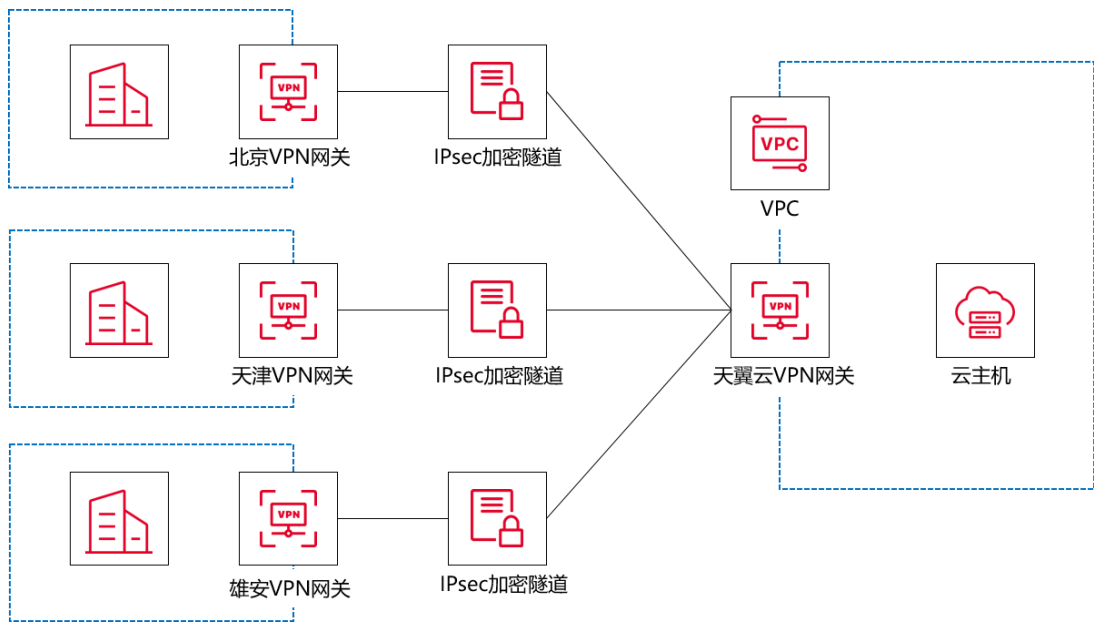 VPN
北京VPN网关
IPsec加密隧道
VPC
VPC
VPN
天津VPN网关
IPsec加密隧道
VPN
天翼云VPN网关
云主机
VPN
雄安VPN网关
IPsec加密隧道